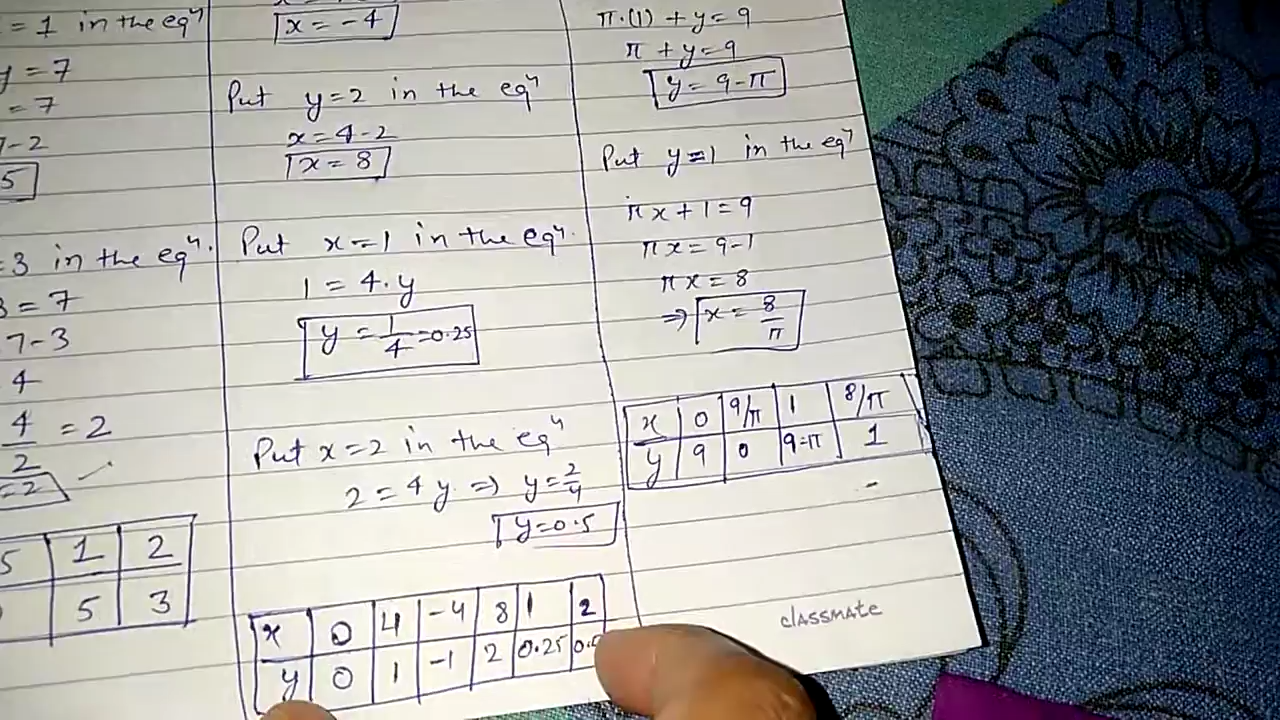 = 1 in the eqⁿ
y = 7
= 7
7-2
5
=3 in the eqⁿ.
3 = 7
7-3
4
4/2 = 2
=2
5 | 1 | 2
5 | 3
x = -4
Put y=2 in the eqⁿ
x = 4-2
x = 8
Put x=1 in the eqⁿ.
1 = 4.y
y = 1/4 = 0.25
Put x=2 in the eqⁿ
2 = 4y ⇒ y = 2/4
y=0.5
x | 0 | 4 | -4 | 8 | 1 | 2
y | 0 | 1 | -1 | 2 | 0.25
π.(1) + y = 9
π + y = 9
y = 9-π
Put y=1 in the eqⁿ
πx + 1 = 9
πx = 9-1
πx = 8
⇒ x = 8/π
x | 0 | 9/π | 1 | 8/π
y | 9 | 0 | 9-π | 1
classmate